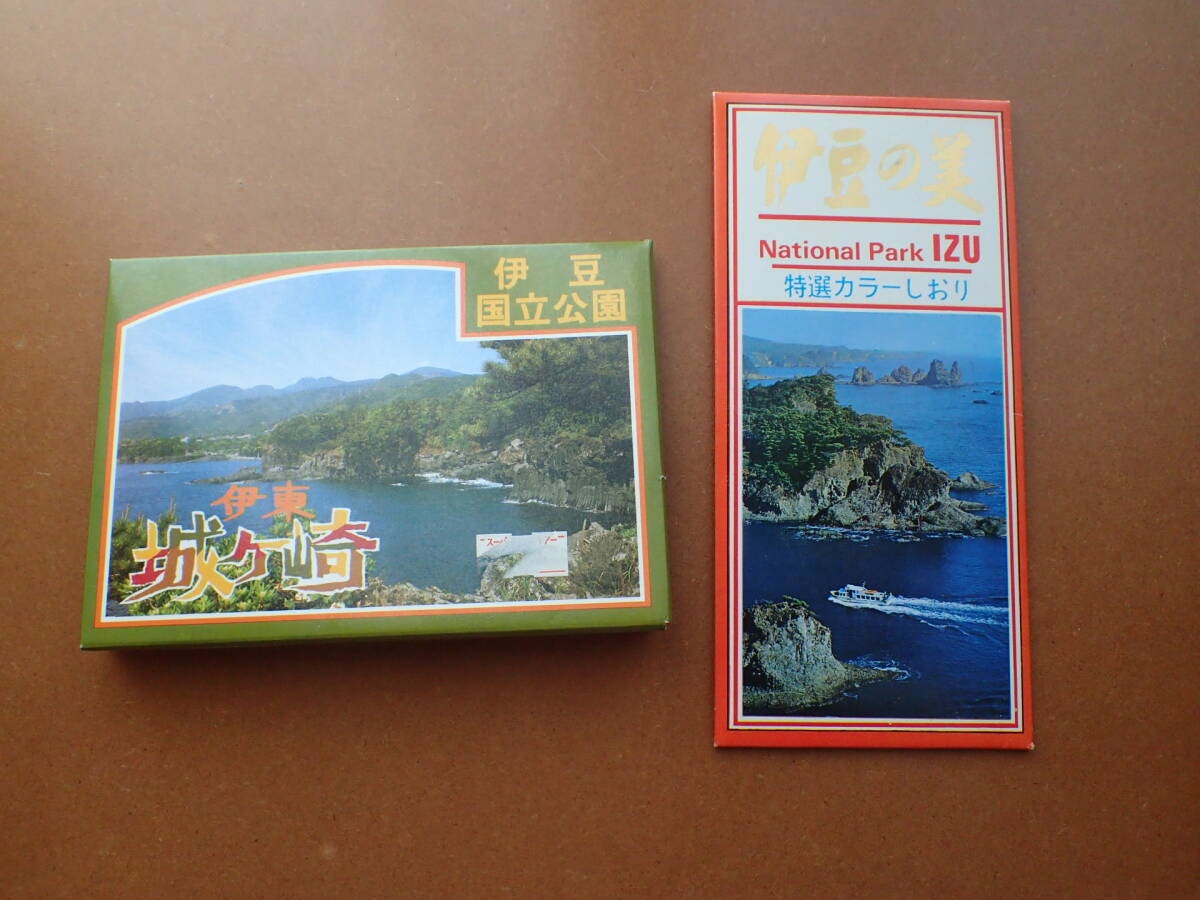 伊豆
国立公園
伊東
城ヶ崎
伊豆の美
National Park IZU
特選カラーしおり